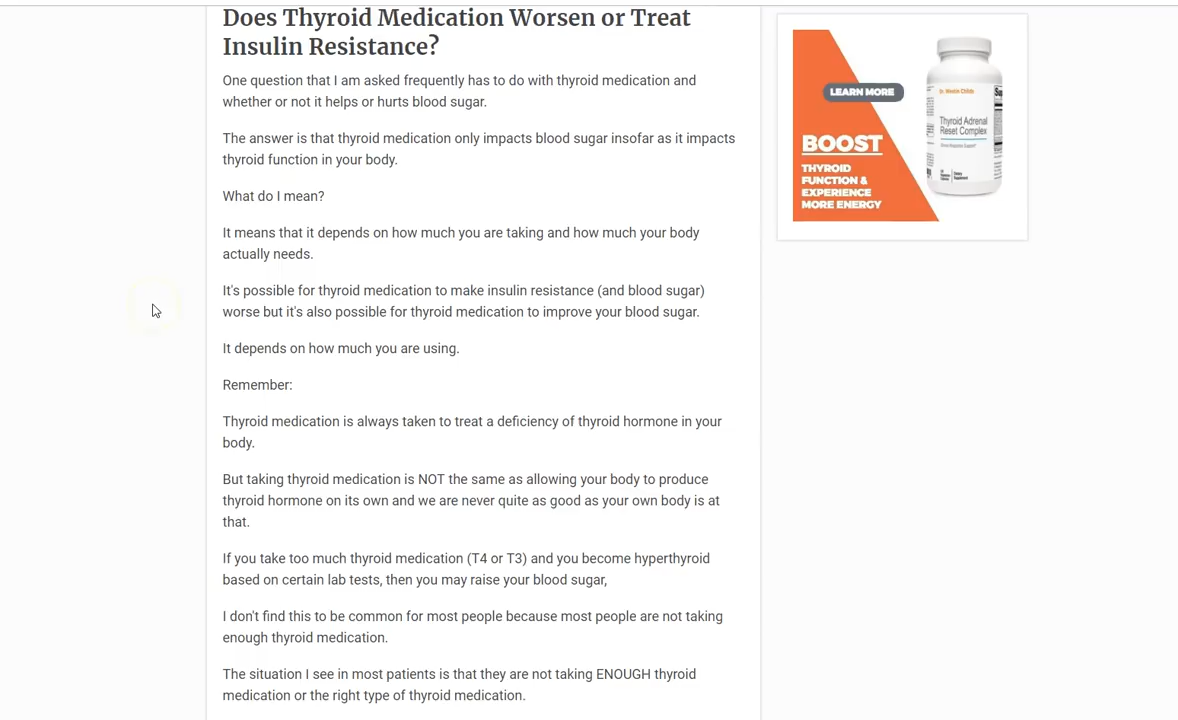 Does Thyroid Medication Worsen or Treat
Insulin Resistance?
One question that I am asked frequently has to do with thyroid medication and
whether or not it helps or hurts blood sugar.
The answer is that thyroid medication only impacts blood sugar insofar as it impacts
thyroid function in your body.
What do I mean?
It means that it depends on how much you are taking and how much your body
actually needs.
It's possible for thyroid medication to make insulin resistance (and blood sugar)
worse but it's also possible for thyroid medication to improve your blood sugar.
It depends on how much you are using.
Remember:
Thyroid medication is always taken to treat a deficiency of thyroid hormone in your
body.
But taking thyroid medication is NOT the same as allowing your body to produce
thyroid hormone on its own and we are never quite as good as your own body is at
that.
If you take too much thyroid medication (T4 or T3) and you become hyperthyroid
based on certain lab tests, then you may raise your blood sugar,
I don't find this to be common for most people because most people are not taking
enough thyroid medication.
The situation I see in most patients is that they are not taking ENOUGH thyroid
medication or the right type of thyroid medication.
LEARN MORE
BOOST
THYROID
FUNCTION &
EXPERIENCE
MORE ENERGY
Dr. Westin Childs
Thyroid Adrenal
Reset Complex